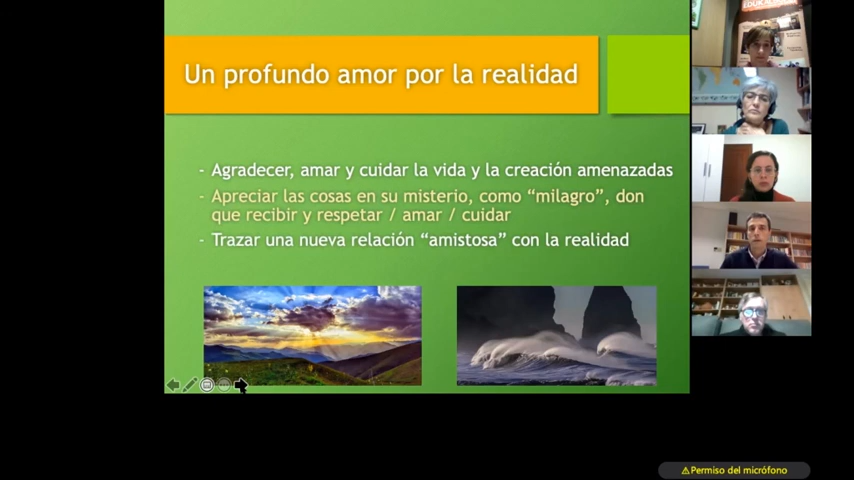 EDUKALBOAN
Un profundo amor por la realidad
- Agradecer, amar y cuidar la vida y la creación amenazadas
- Apreciar las cosas en su misterio, como “milagro”, don
que recibir y respetar / amar / cuidar
- Trazar una nueva relación “amistosa” con la realidad
Permiso del micrófono